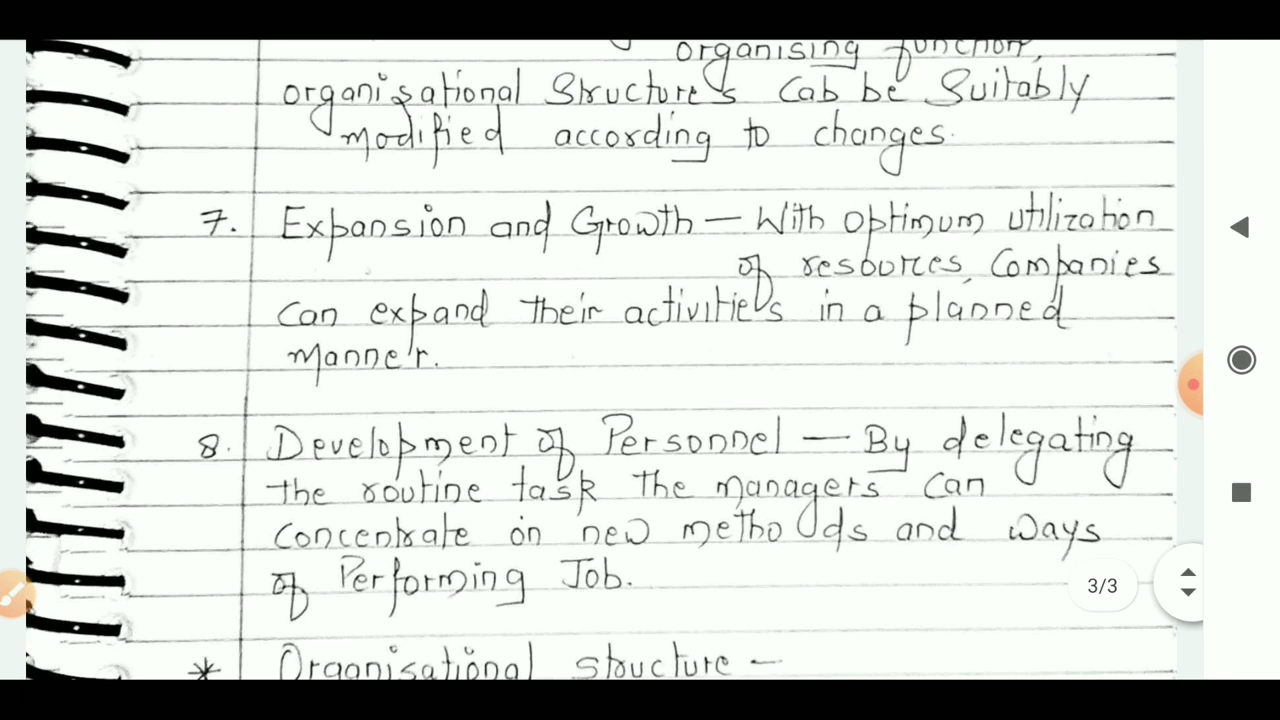 organising function,
organisational Structures Cab be Suitably
modified according to changes.
7. Expansion and Growth — With optimum utilization
of resources, Companies
can expand their activities in a planned
manner.
8. Development of Personnel — By delegating
the routine task the managers can
concentrate on new methods and ways
of Performing Job.
3/3
* Organisational structure —